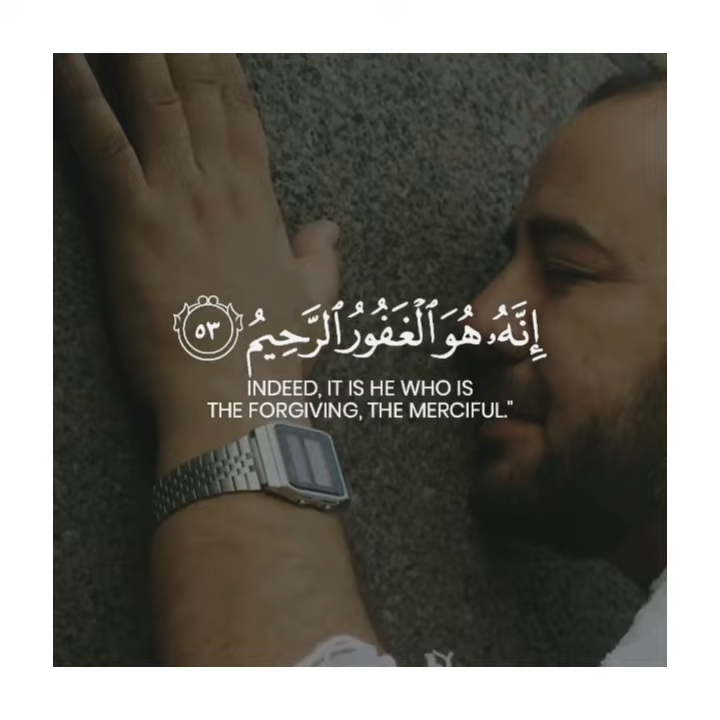 إِنَّهُۥ هُوَ ٱلْغَفُورُ ٱلرَّحِيمُ ٥٣
INDEED, IT IS HE WHO IS
THE FORGIVING, THE MERCIFUL."